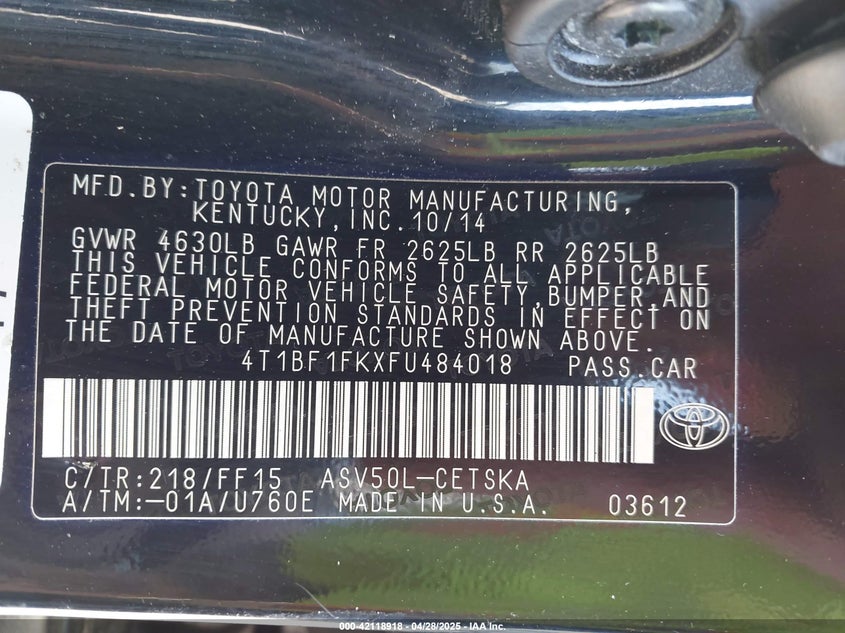 MFD.BY:TOYOTA MOTOR MANUFACTURING,
KENTUCKY,INC.10/14
GVWR 4630LB GAWR FR 2625LB RR 2625LB
THIS VEHICLE CONFORMS TO ALL APPLICABLE
FEDERAL MOTOR VEHICLE SAFETY,BUMPER,AND
THEFT PREVENTION STANDARDS IN EFFECT ON
THE DATE OF MANUFACTURE SHOWN ABOVE.
4T1BF1FKXFU484018 PASS.CAR
C/TR:218/FF15 ASV50L-CETSKA
A/TM:-01A/U760E MADE IN U.S.A. 03612
000-42118918 - 04/28/2025 - IAA Inc.